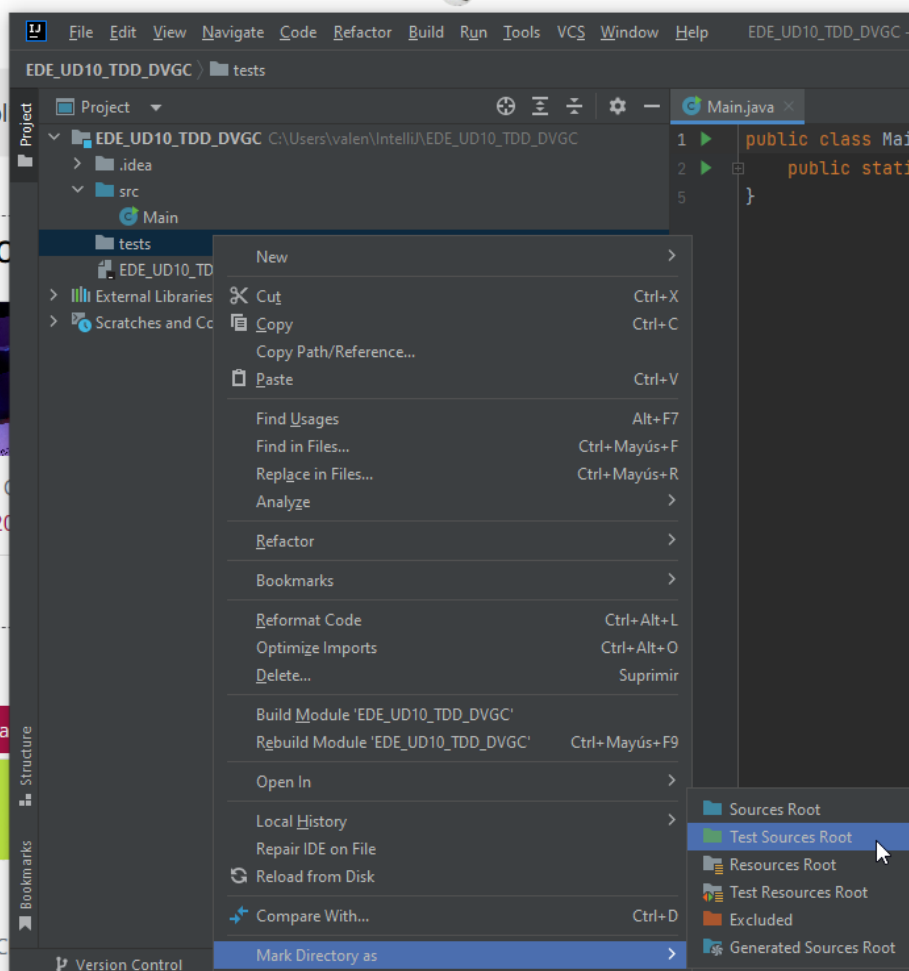 File Edit View Navigate Code Refactor Build Run Tools VCS Window Help EDE_UD10_TDD_DVGC -
EDE_UD10_TDD_DVGC tests
Project
Project
Main.java
EDE_UD10_TDD_DVGC C:\Users\valen\IntelliJ\EDE_UD10_TDD_DVGC
.idea
src
Main
tests
EDE_UD10_TD
External Libraries
Scratches and Co
1 public class Mai
2 public stati
5 }
New
Cut Ctrl+X
Copy Ctrl+C
Copy Path/Reference...
Paste Ctrl+V
Find Usages Alt+F7
Find in Files... Ctrl+Mayús+F
Replace in Files... Ctrl+Mayús+R
Analyze
Refactor
Bookmarks
Reformat Code Ctrl+Alt+L
Optimize Imports Ctrl+Alt+O
Delete... Suprimir
Build Module 'EDE_UD10_TDD_DVGC'
Rebuild Module 'EDE_UD10_TDD_DVGC' Ctrl+Mayús+F9
Open In
Local History
Repair IDE on File
Reload from Disk
Compare With... Ctrl+D
Mark Directory as
Sources Root
Test Sources Root
Resources Root
Test Resources Root
Excluded
Generated Sources Root
Structure
Bookmarks
Version Control